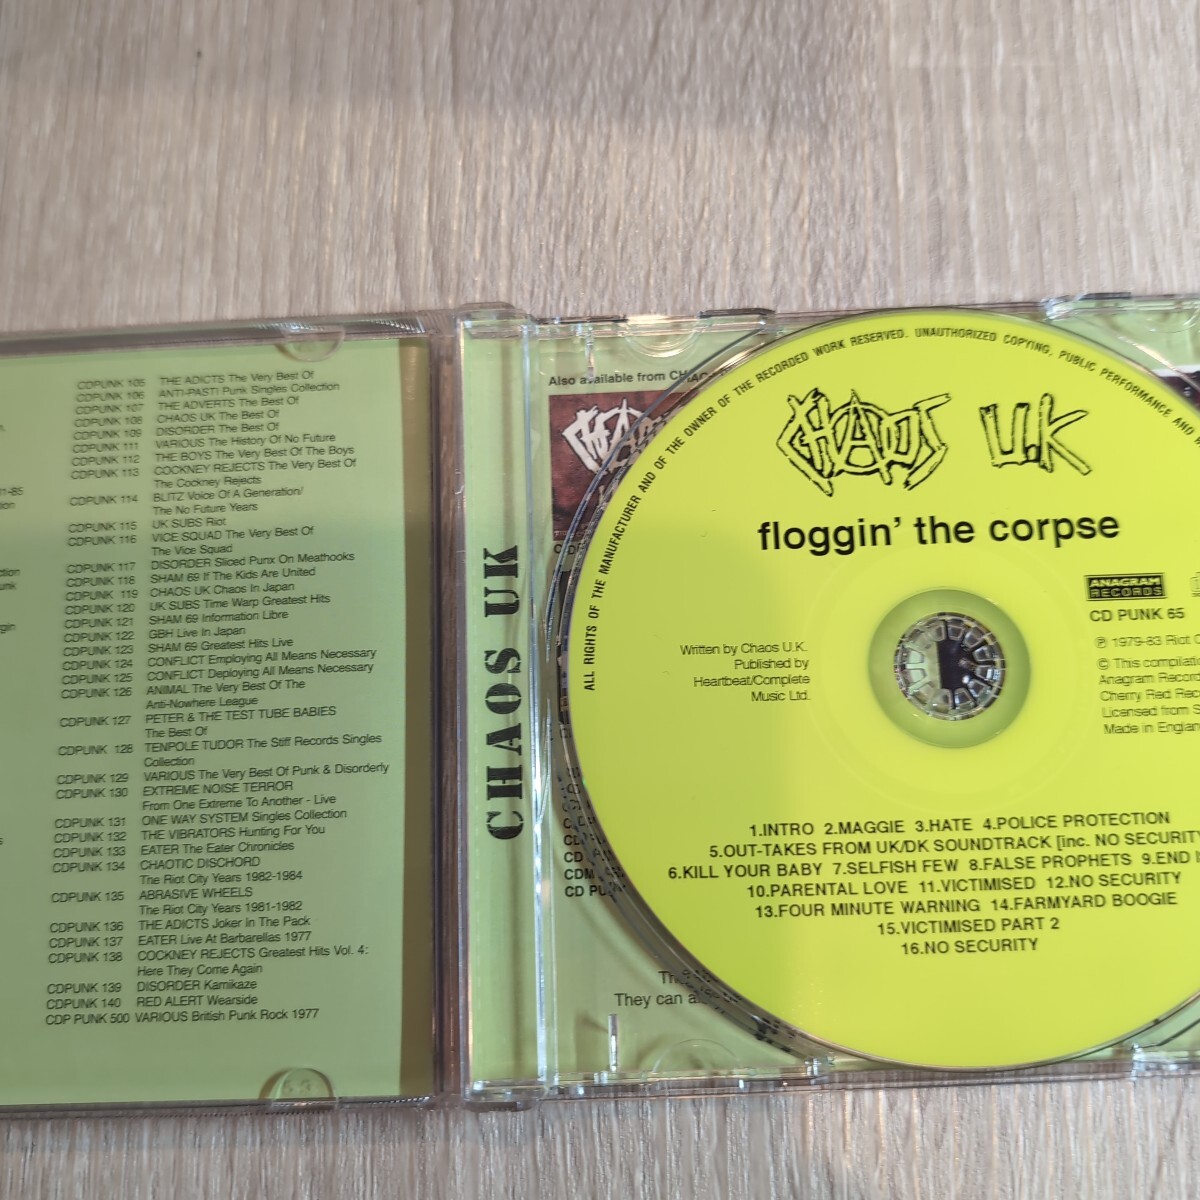 11-85
CDPUNK 105 THE ADICTS The Very Best Of
CDPUNK 106 ANTI-PASTI Punk Singles Collection
CDPUNK 107 THE ADVERTS The Best Of
CDPUNK 108 CHAOS UK The Best Of
CDPUNK 109 DISORDER The Best Of
CDPUNK 111 VARIOUS The History Of No Future
CDPUNK 112 THE BOYS The Very Best Of The Boys
CDPUNK 113 COCKNEY REJECTS The Very Best Of
The Cockney Rejects
CDPUNK 114 BLITZ Voice Of A Generation/
The No Future Years
CDPUNK 115 UK SUBS Riot
CDPUNK 116 VICE SQUAD The Very Best Of
The Vice Squad
CDPUNK 117 DISORDER Sliced Punx On Meathooks
CDPUNK 118 SHAM 69 If The Kids Are United
CDPUNK 119 CHAOS UK Chaos In Japan
CDPUNK 120 UK SUBS Time Warp Greatest Hits
CDPUNK 121 SHAM 69 Information Libre
CDPUNK 122 GBH Live In Japan
CDPUNK 123 SHAM 69 Greatest Hits Live
CDPUNK 124 CONFLICT Employing All Means Necessary
CDPUNK 125 CONFLICT Deploying All Means Necessary
CDPUNK 126 ANIMAL The Very Best Of The
Anti-Nowhere League
CDPUNK 127 PETER & THE TEST TUBE BABIES
The Best Of
CDPUNK 128 TENPOLE TUDOR The Stiff Records Singles
Collection
CDPUNK 129 VARIOUS The Very Best Of Punk & Disorderly
CDPUNK 130 EXTREME NOISE TERROR
From One Extreme To Another - Live
CDPUNK 131 ONE WAY SYSTEM Singles Collection
CDPUNK 132 THE VIBRATORS Hunting For You
CDPUNK 133 EATER The Eater Chronicles
CDPUNK 134 CHAOTIC DISCHORD
The Riot City Years 1982-1984
CDPUNK 135 ABRASIVE WHEELS
The Riot City Years 1981-1982
CDPUNK 136 THE ADICTS Joker In The Pack
CDPUNK 137 EATER Live At Barbarellas 1977
CDPUNK 138 COCKNEY REJECTS Greatest Hits Vol. 4:
Here They Come Again
CDPUNK 139 DISORDER Kamikaze
CDPUNK 140 RED ALERT Wearside
CDP PUNK 500 VARIOUS British Punk Rock 1977
CHAOS UK
Also available from
They can
ALL RIGHTS OF THE MANUFACTURER AND OF THE OWNER OF THE RECORDED WORK RESERVED. UNAUTHORIZED COPYING, PUBLIC PERFORMANCE AND
CHAOS U.K
floggin' the corpse
ANAGRAM
RECORDS
CD PUNK 65
℗ 1979-83 Riot
© This
Anagram
Cherry Red
Licensed from
Made in England
Written by Chaos U.K.
Published by
Heartbeat/Complete
Music Ltd.
1.INTRO 2.MAGGIE 3.HATE 4.POLICE PROTECTION
5.OUT-TAKES FROM UK/DK SOUNDTRACK [inc. NO SECURITY
6.KILL YOUR BABY 7.SELFISH FEW 8.FALSE PROPHETS 9.END
10.PARENTAL LOVE 11.VICTIMISED 12.NO SECURITY
13.FOUR MINUTE WARNING 14.FARMYARD BOOGIE
15.VICTIMISED PART 2
16.NO SECURITY